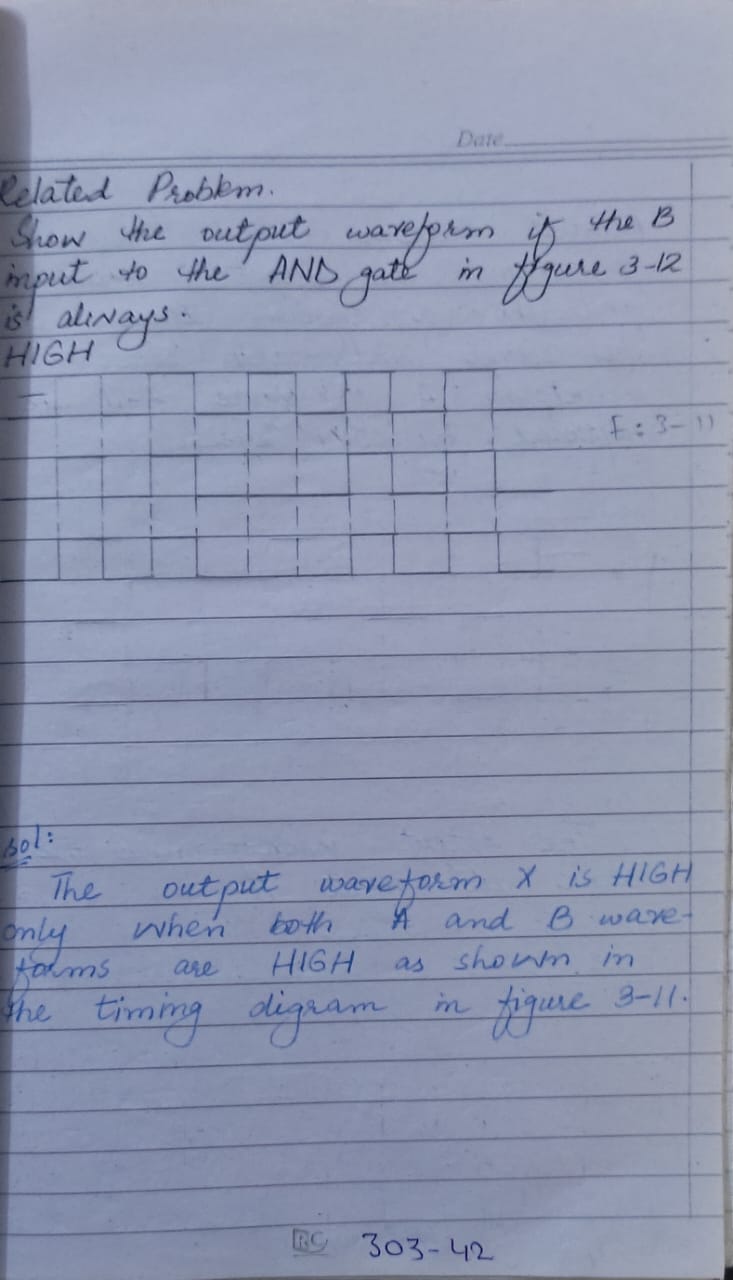 Date
Related Problem.
Show the output waveform if the B
input to the AND gate in figure 3-12
is always.
HIGH
F: 3-11
Sol:
The output waveform X is HIGH
only when both A and B wave-
forms are HIGH as shown in
the timing digram in figure 3-11.
RC 303-42